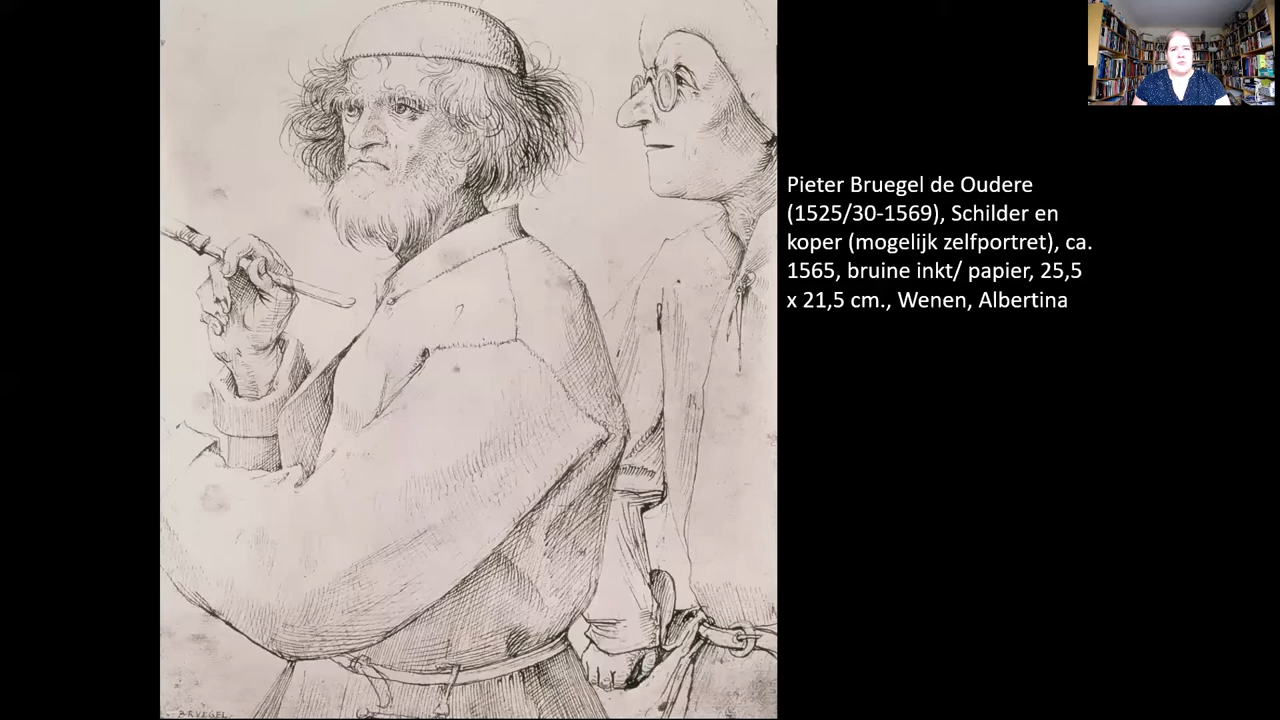 Pieter Bruegel de Oudere
(1525/30-1569), Schilder en
koper (mogelijk zelfportret), ca.
1565, bruine inkt/ papier, 25,5
x 21,5 cm., Wenen, Albertina
BRVEGEL